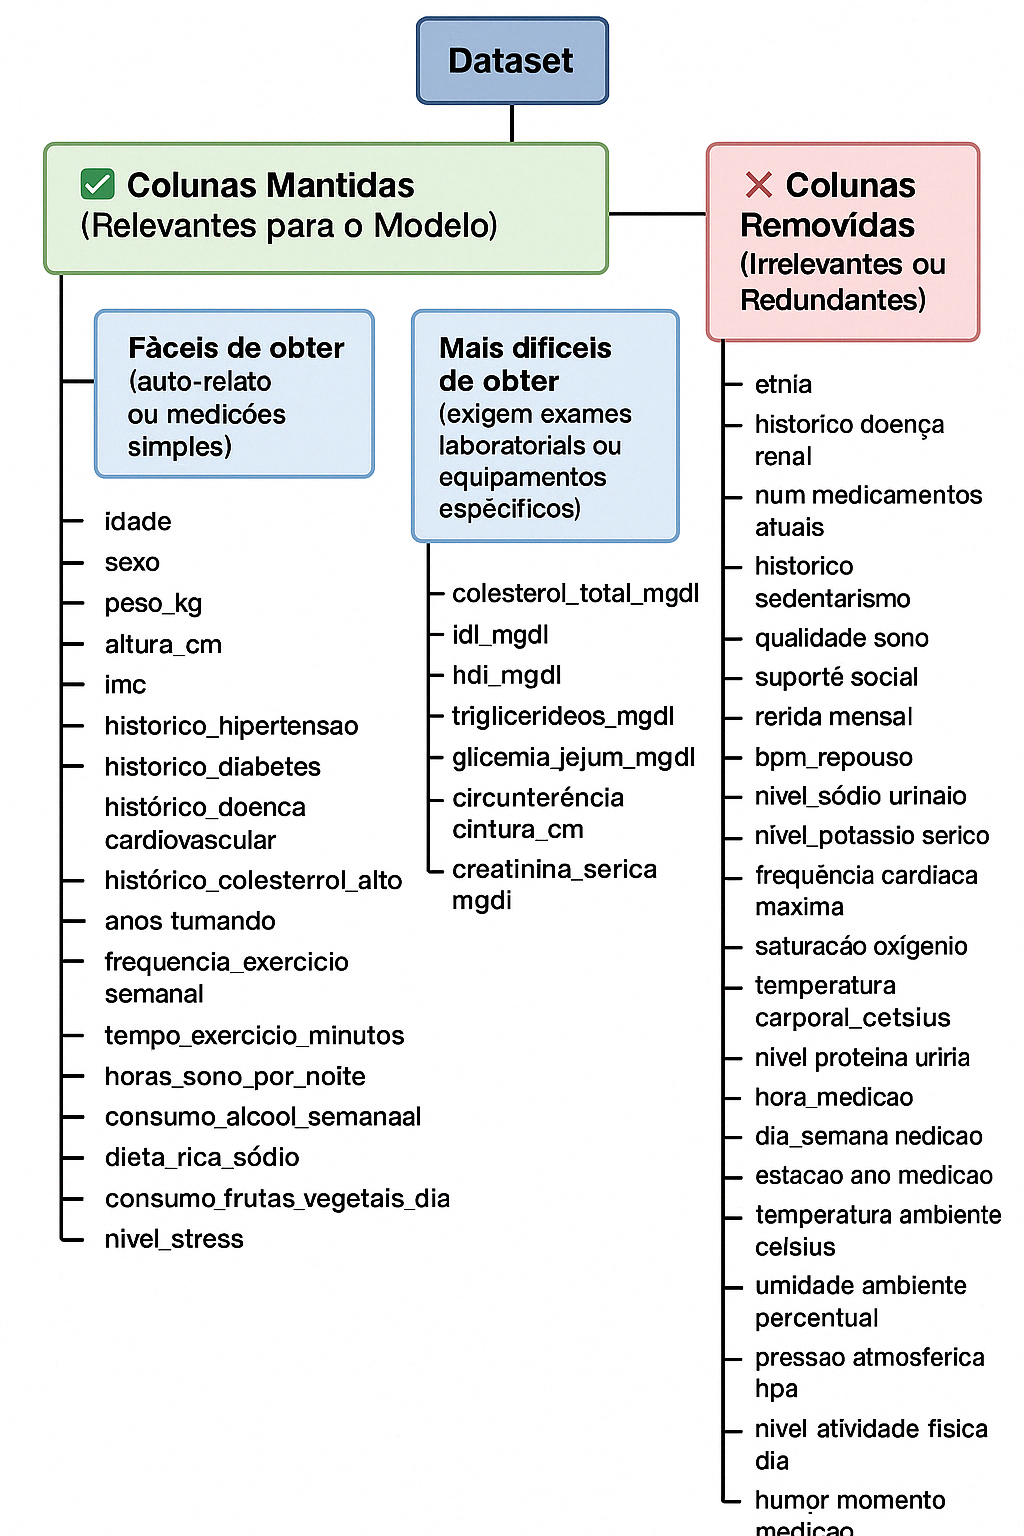 Dataset
✅ Colunas Mantidas
(Relevantes para o Modelo)
❌ Colunas
Removídas
(Irrelevantes ou
Redundantes)
Fàceis de obter
(auto-relato
ou medicóes
simples)
idade
sexo
peso_kg
altura_cm
imc
historico_hipertensao
historico_diabetes
histórico_doenca
cardiovascular
histórico_colesterrol_alto
anos tumando
frequencia_exercicio
semanal
tempo_exercicio_minutos
horas_sono_por_noite
consumo_alcool_semanaal
dieta_rica_sódio
consumo_frutas_vegetais_dia
nivel_stress
Mais dificeis
de obter
(exigem exames
laboratorials ou
equipamentos
espĕcificos)
colesterol_total_mgdl
idl_mgdl
hdi_mgdl
triglicerideos_mgdl
glicemia_jejum_mgdl
circunteréncia
cintura_cm
creatinina_serica
mgdi
etnia
historico doença
renal
num medicamentos
atuais
historico
sedentarismo
qualidade sono
suporté social
rerida mensal
bpm_repouso
nivel_sódio urinaio
nível_potassio serico
frequĕncia cardiaca
maxima
saturacáo oxígenio
temperatura
carporal_cetsius
nivel proteina uriria
hora_medicao
dia_semana nedicao
estacao ano medicao
temperatura ambiente
celsius
umidade ambiente
percentual
pressao atmosferica
hpa
nivel atividade fisica
dia
humor momento
medicao